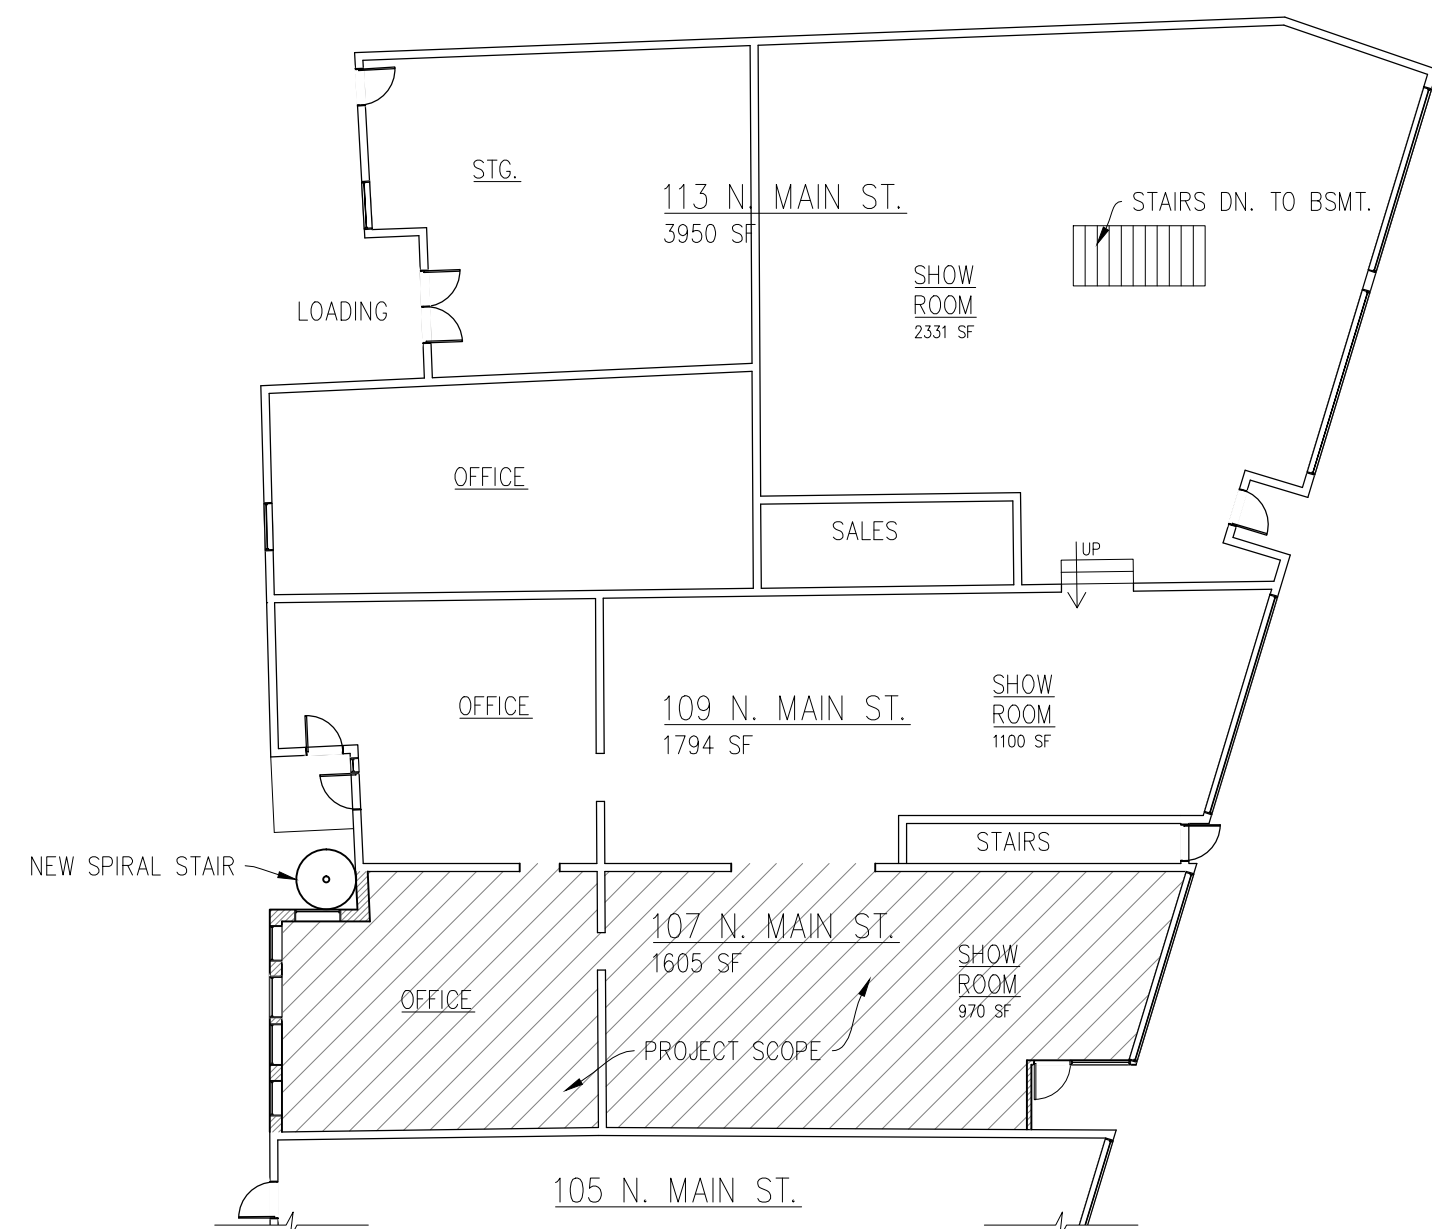 STG.
113 N. MAIN ST.
3950 SF
STAIRS DN. TO BSMT.
SHOW
ROOM
2331 SF
LOADING
OFFICE
SALES
UP
OFFICE
109 N. MAIN ST.
1794 SF
SHOW
ROOM
1100 SF
STAIRS
NEW SPIRAL STAIR
107 N. MAIN ST.
1605 SF
SHOW
ROOM
970 SF
OFFICE
PROJECT SCOPE
105 N. MAIN ST.